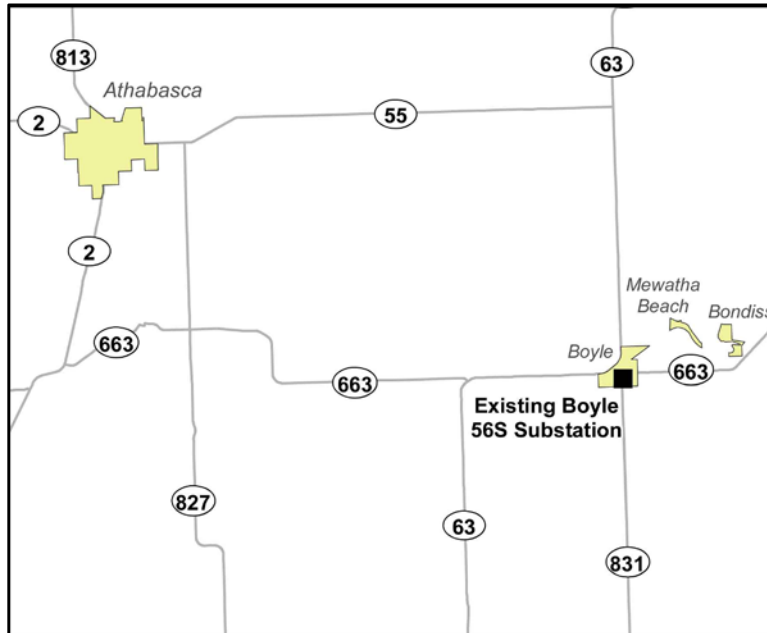 813
63
Athabasca
2
55
2
Mewatha
Beach
Bondiss
663
Boyle
663
663
Existing Boyle
56S Substation
827
63
831